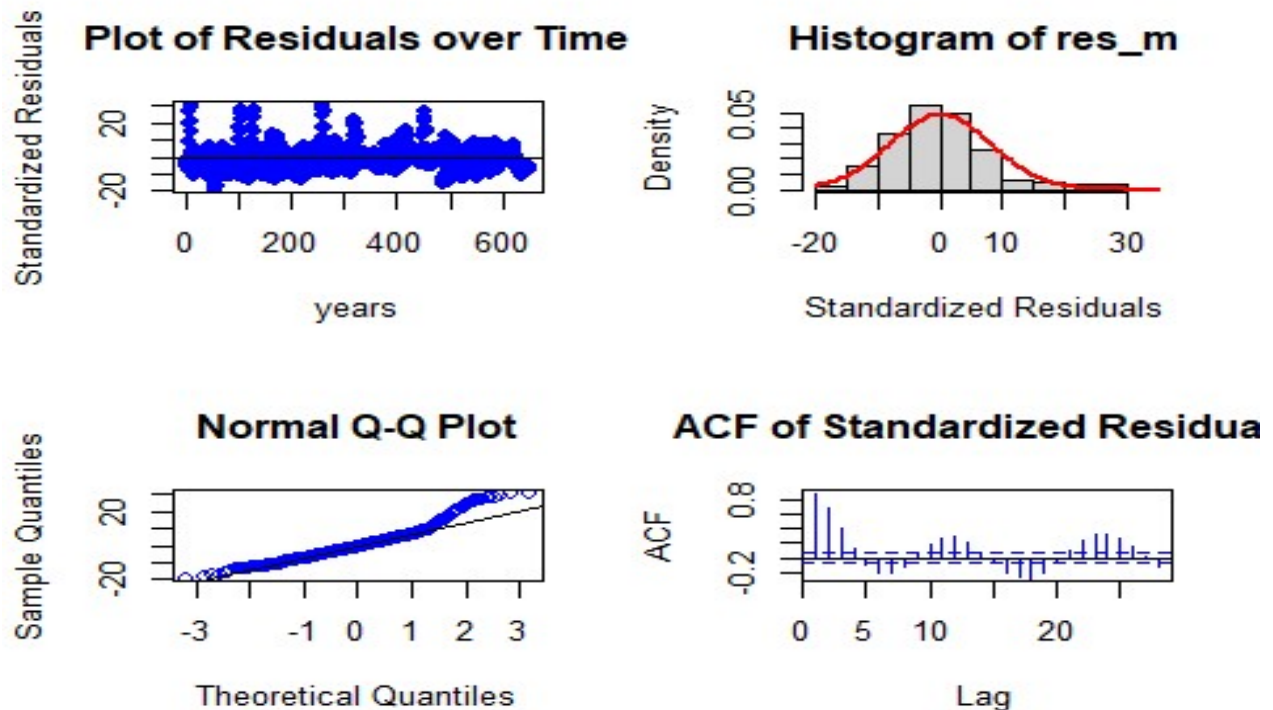 Plot of Residuals over Time
Standardized Residuals
20
-20
0 200 400 600
years
Histogram of res_m
Density
0.05
0.00
-20 0 10 30
Standardized Residuals
Normal Q-Q Plot
Sample Quantiles
20
-20
-3 -1 0 1 2 3
Theoretical Quantiles
ACF of Standardized Residua
ACF
0.8
-0.2
0 5 10 20
Lag